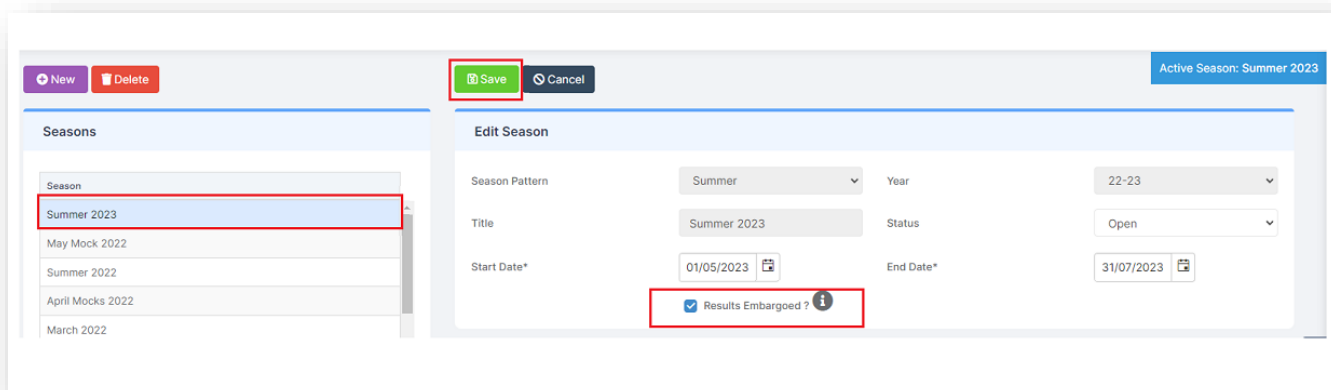 New Delete Save Cancel Active Season: Summer 2023
Seasons
Season
Summer 2023
May Mock 2022
Summer 2022
April Mocks 2022
March 2022
Edit Season
Season Pattern Summer Year 22-23
Title Summer 2023 Status Open
Start Date* 01/05/2023 End Date* 31/07/2023
Results Embargoed ?